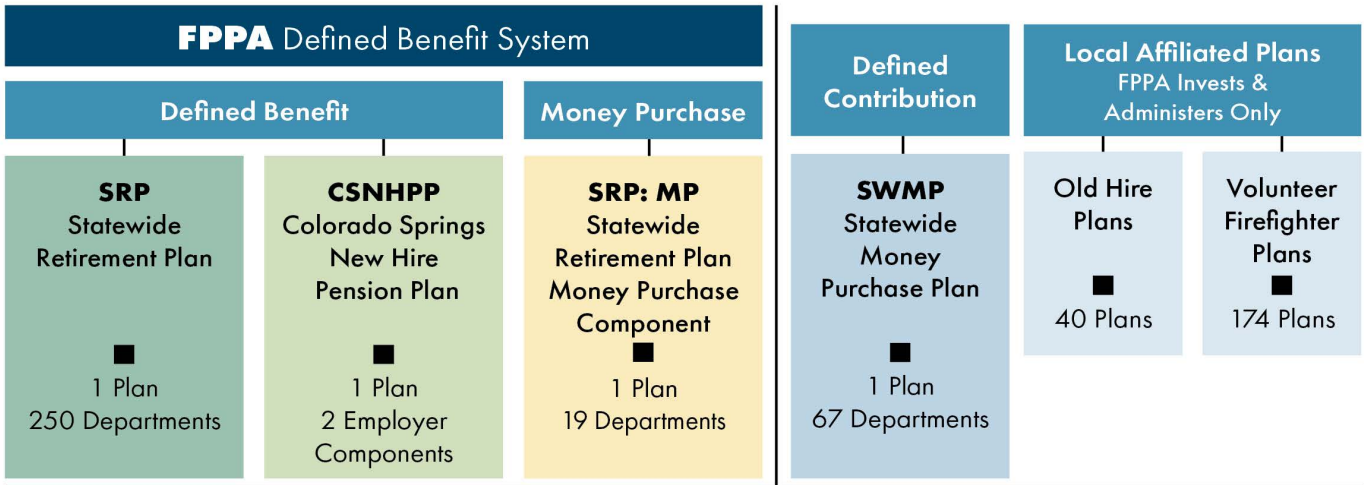 FPPA Defined Benefit System
Defined Benefit
SRP
Statewide
Retirement Plan
1 Plan
250 Departments
CSNHPP
Colorado Springs
New Hire
Pension Plan
1 Plan
2 Employer
Components
Money Purchase
SRP: MP
Statewide
Retirement Plan
Money Purchase
Component
1 Plan
19 Departments
Defined
Contribution
SWMP
Statewide
Money
Purchase Plan
1 Plan
67 Departments
Local Affiliated Plans
FPPA Invests &
Administers Only
Old Hire
Plans
40 Plans
Volunteer
Firefighter
Plans
174 Plans